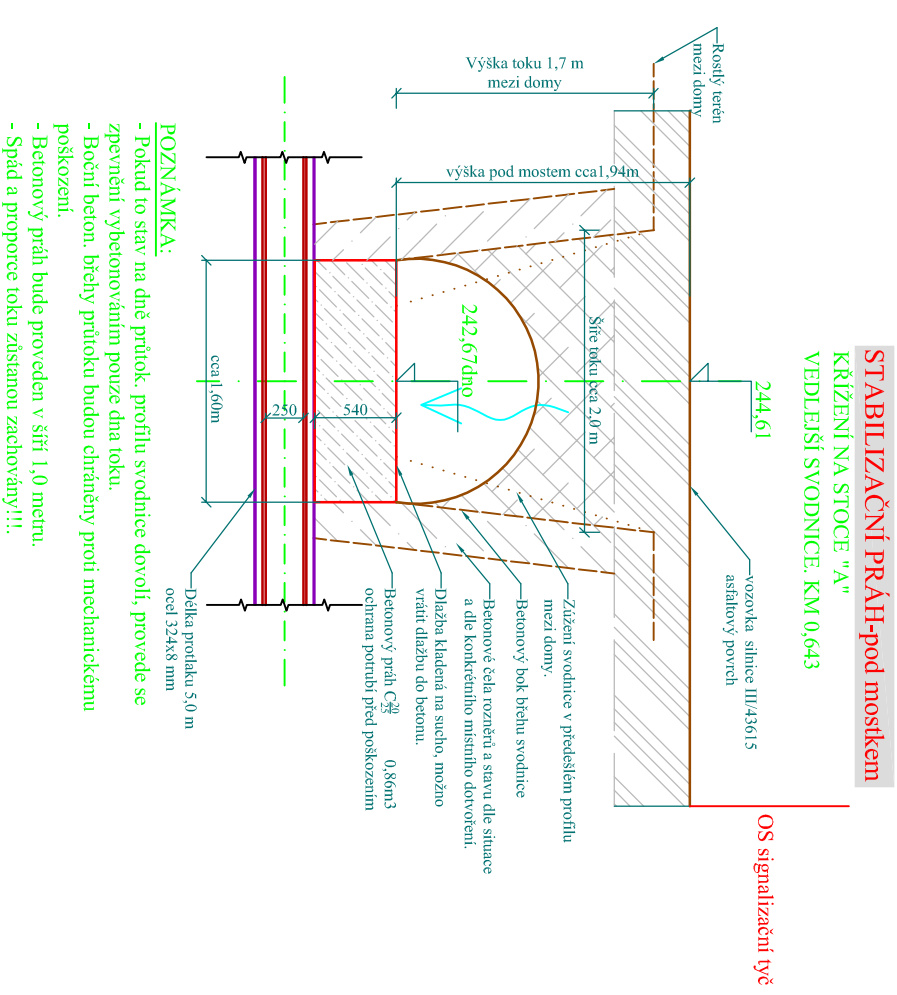 STABILIZAČNÍ PRÁH-pod mostkem
KŘÍŽENÍ NA STOCE "A"
VEDLEJŠÍ SVODNICE. KM 0,643
OS signalizační tyč
244,61
vozovka silnice III/43615
asfaltový povrch
Rostlý terén
mezi domy
Výška toku 1,7 m
mezi domy
výška pod mostem cca1,94m
Šíře toku cca 2,0 m
242,67dno
Zúžení svodnice v předešlém profilu
mezi domy.
Betonový bok břehu svodnice
Betonové čela rozněrů a stavu dle situace
a dle konkrétního místního dotvoření.
Dlažba kladená na sucho, možno
vrátit dlažbu do betonu.
Betonový práh C20/25 0,86m3
ochrana potrubí před poškozením
540
250
cca 1,60m
Délka protlaku 5,0 m
ocel 324x8 mm
POZNÁMKA:
- Pokud to stav na dně průtok. profilu svodnice dovolí, provede se
zpevnění vybetonováním pouze dna toku.
- Boční beton. břehy průtoku budou chráněny proti mechanickému
poškození.
- Betonový práh bude proveden v šíři 1,0 metru.
- Spád a proporce toku zůstanou zachovány!!!.